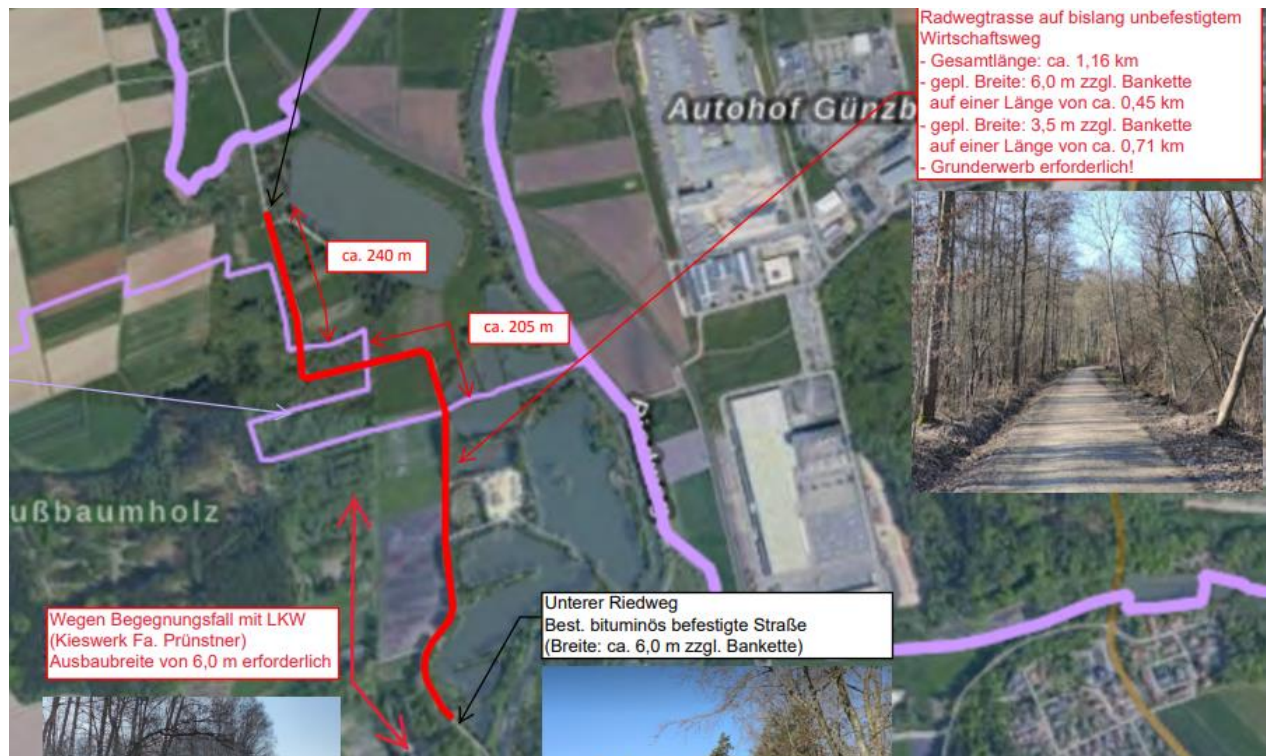 Radwegtrasse auf bislang unbefestigtem
Wirtschaftsweg
- Gesamtlänge: ca. 1,16 km
- gepl. Breite: 6,0 m zzgl. Bankette
auf einer Länge von ca. 0,45 km
- gepl. Breite: 3,5 m zzgl. Bankette
auf einer Länge von ca. 0,71 km
- Grunderwerb erforderlich!
Autohof Günzb
ca. 240 m
ca. 205 m
ußbaumholz
Wegen Begegnungsfall mit LKW
(Kieswerk Fa. Prünstner)
Ausbaubreite von 6,0 m erforderlich
Unterer Riedweg
Best. bituminös befestigte Straße
(Breite: ca. 6,0 m zzgl. Bankette)